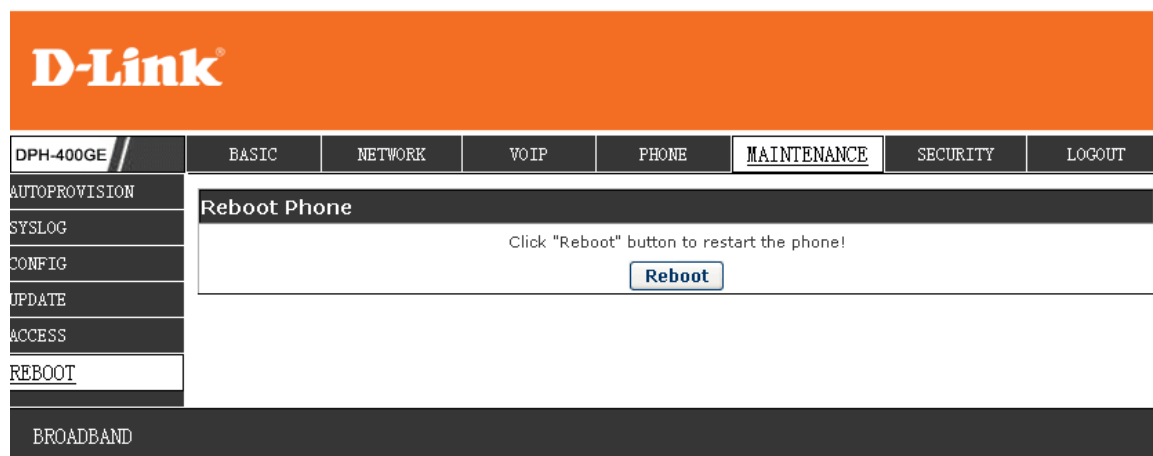 D-Link®
DPH-400GE BASIC NETWORK VOIP PHONE MAINTENANCE SECURITY LOGOUT
AUTOPROVISION
SYSLOG
CONFIG
UPDATE
ACCESS
REBOOT
Reboot Phone
Click "Reboot" button to restart the phone!
Reboot
BROADBAND